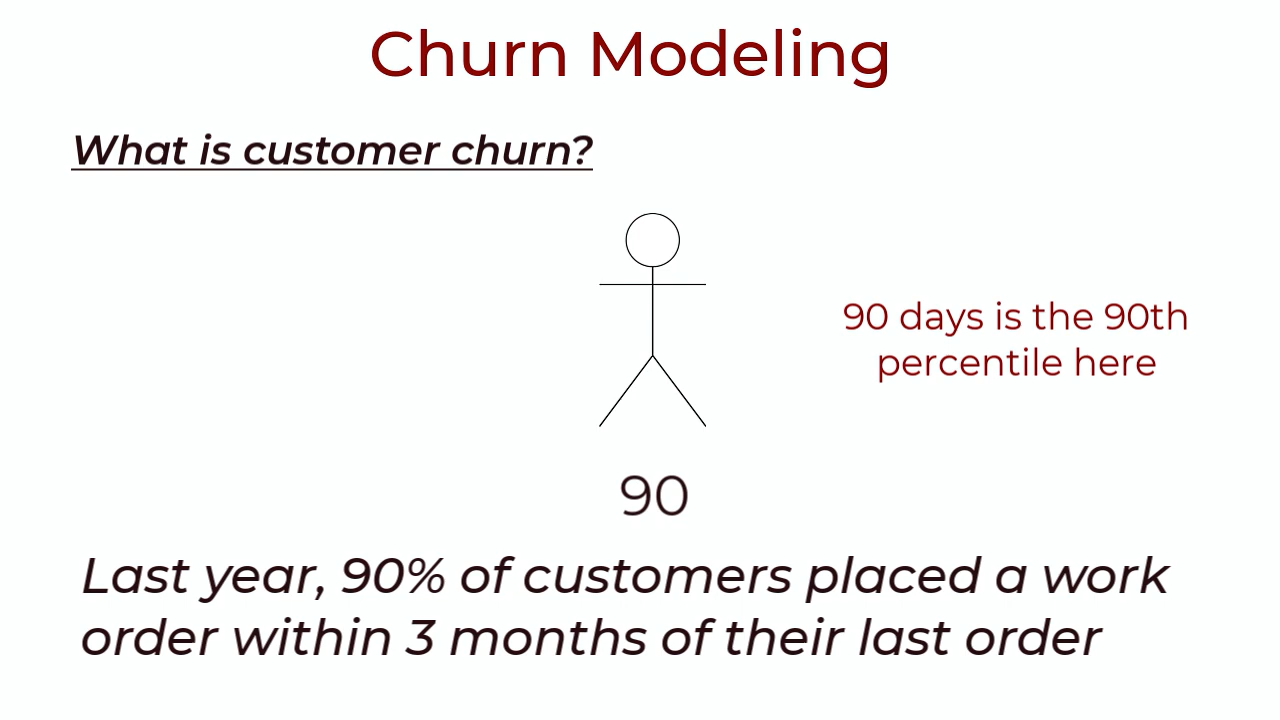 Churn Modeling
What is customer churn?
90 days is the 90th
percentile here
90
Last year, 90% of customers placed a work
order within 3 months of their last order